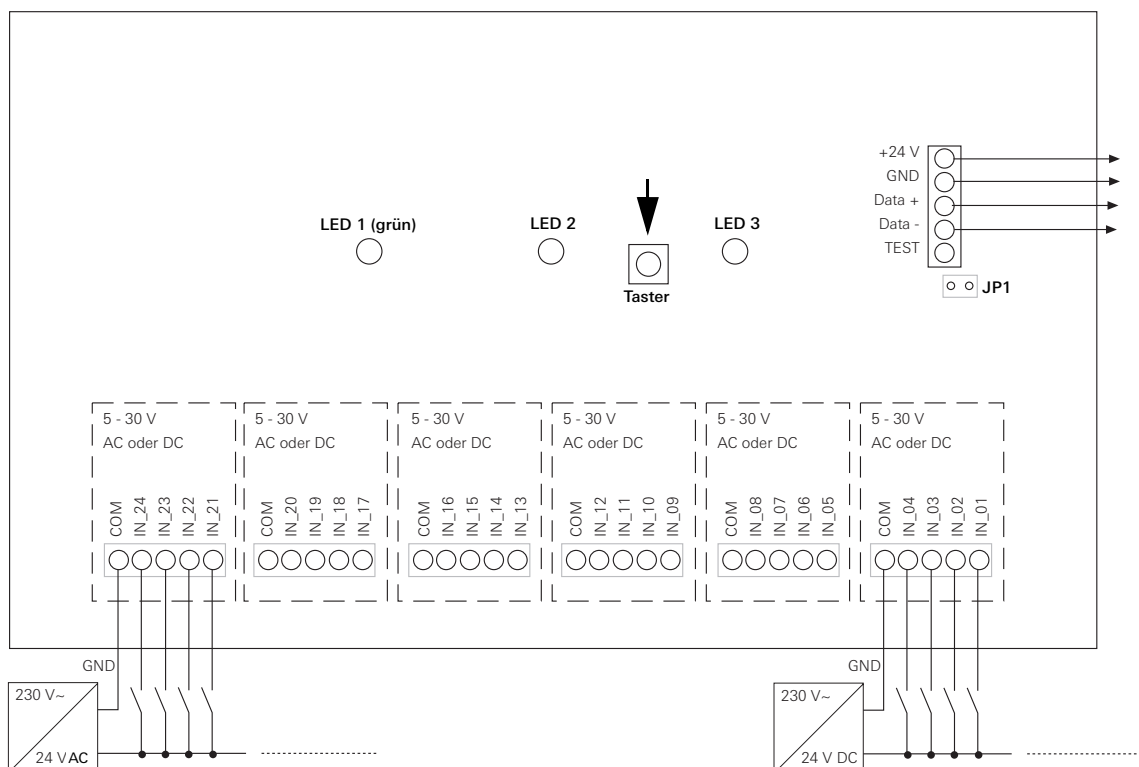 +24 V
GND
Data +
Data -
TEST
JP1
LED 1 (grün)
LED 2
LED 3
Taster
5 - 30 V
AC oder DC
COM
IN_24
IN_23
IN_22
IN_21
5 - 30 V
AC oder DC
COM
IN_20
IN_19
IN_18
IN_17
5 - 30 V
AC oder DC
COM
IN_16
IN_15
IN_14
IN_13
5 - 30 V
AC oder DC
COM
IN_12
IN_11
IN_10
IN_09
5 - 30 V
AC oder DC
COM
IN_08
IN_07
IN_06
IN_05
5 - 30 V
AC oder DC
COM
IN_04
IN_03
IN_02
IN_01
GND
230 V~
24 V AC
GND
230 V~
24 V DC